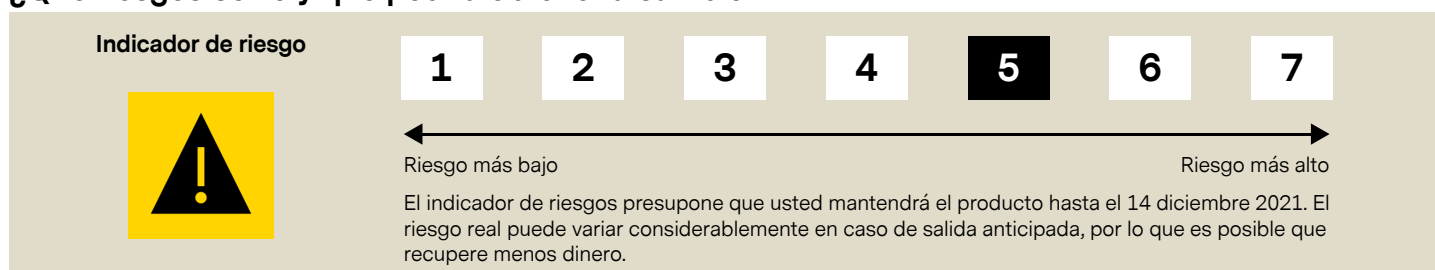 Indicador de riesgo
1 2 3 4 5 6 7
Riesgo más bajo Riesgo más alto
El indicador de riesgos presupone que usted mantendrá el producto hasta el 14 diciembre 2021. El
riesgo real puede variar considerablemente en caso de salida anticipada, por lo que es posible que
recupere menos dinero.